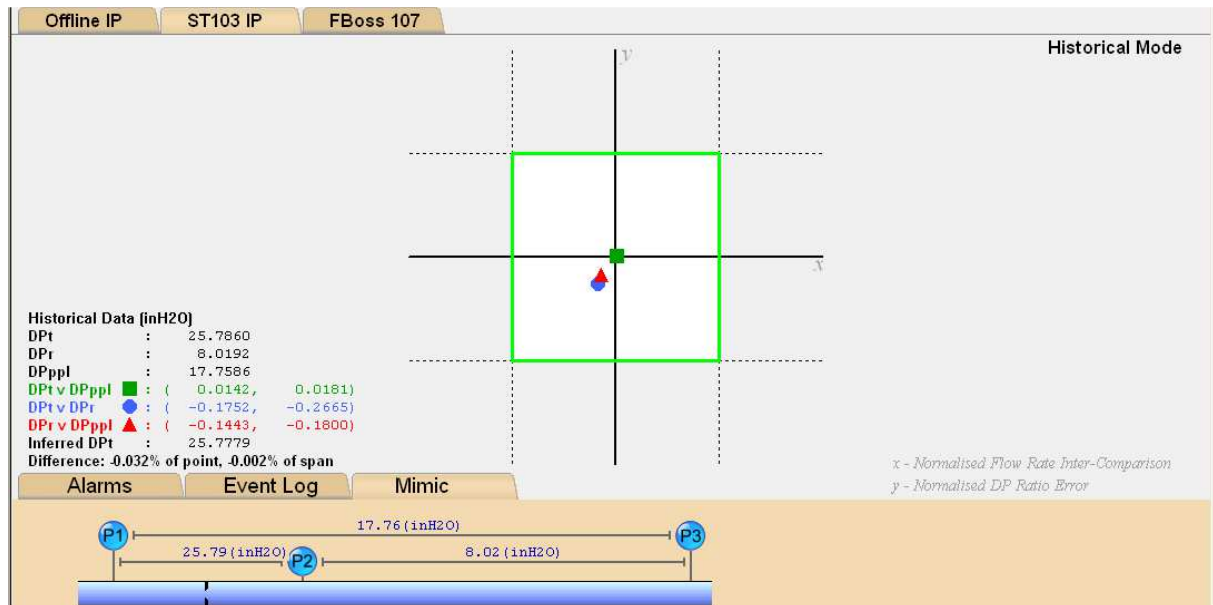 Offline IP ST103 IP FBoss 107
Historical Mode
y
x
Historical Data (inH2O)
DPt : 25.7860
DPr : 8.0192
DPppl : 17.7586
DPt v DPppl : ( 0.0142, 0.0181)
DPt v DPr : ( -0.1752, -0.2665)
DPr v DPppl : ( -0.1443, -0.1800)
Inferred DPt : 25.7779
Difference: -0.032% of point, -0.002% of span
x - Normalised Flow Rate Inter-Comparison
y - Normalised DP Ratio Error
Alarms Event Log Mimic
P1 17.76(inH2O) P3
25.79(inH2O) P2 8.02(inH2O)